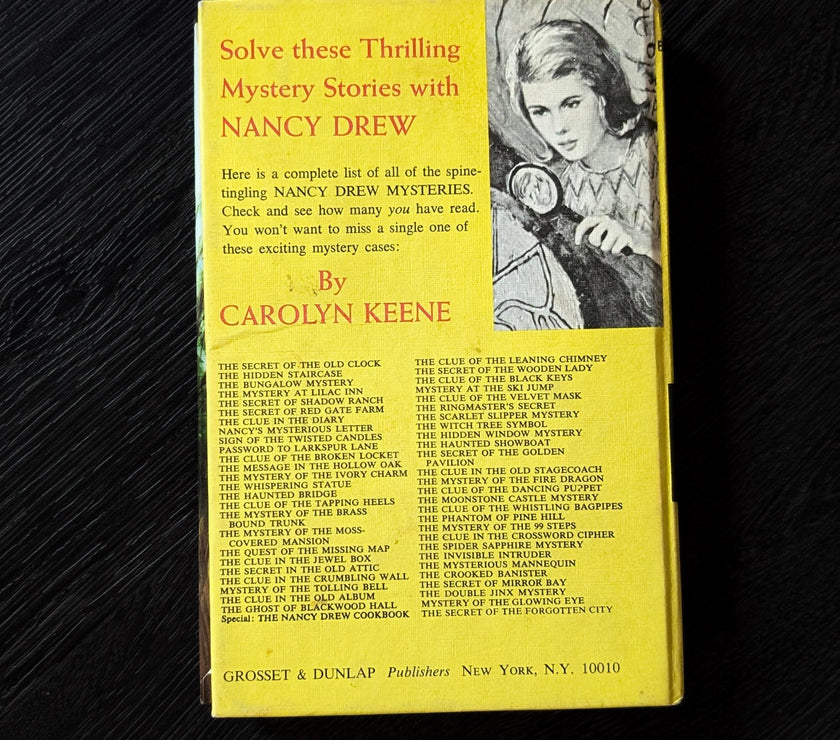 Solve these Thrilling
Mystery Stories with
NANCY DREW
Here is a complete list of all of the spine-
tingling NANCY DREW MYSTERIES.
Check and see how many you have read.
You won't want to miss a single one of
these exciting mystery cases:
By
CAROLYN KEENE
THE SECRET OF THE OLD CLOCK
THE HIDDEN STAIRCASE
THE BUNGALOW MYSTERY
THE MYSTERY AT LILAC INN
THE SECRET OF SHADOW RANCH
THE SECRET OF RED GATE FARM
THE CLUE IN THE DIARY
NANCY'S MYSTERIOUS LETTER
SIGN OF THE TWISTED CANDLES
PASSWORD TO LARKSPUR LANE
THE CLUE OF THE BROKEN LOCKET
THE MESSAGE IN THE HOLLOW OAK
THE MYSTERY OF THE IVORY CHARM
THE WHISPERING STATUE
THE HAUNTED BRIDGE
THE CLUE OF THE TAPPING HEELS
THE MYSTERY OF THE BRASS
BOUND TRUNK
THE MYSTERY OF THE MOSS-
COVERED MANSION
THE QUEST OF THE MISSING MAP
THE CLUE IN THE JEWEL BOX
THE SECRET IN THE OLD ATTIC
THE CLUE IN THE CRUMBLING WALL
MYSTERY OF THE TOLLING BELL
THE CLUE IN THE OLD ALBUM
THE GHOST OF BLACKWOOD HALL
Special: THE NANCY DREW COOKBOOK
THE CLUE OF THE LEANING CHIMNEY
THE SECRET OF THE WOODEN LADY
THE CLUE OF THE BLACK KEYS
MYSTERY AT THE SKI JUMP
THE CLUE OF THE VELVET MASK
THE RINGMASTER'S SECRET
THE SCARLET SLIPPER MYSTERY
THE WITCH TREE SYMBOL
THE HIDDEN WINDOW MYSTERY
THE HAUNTED SHOWBOAT
THE SECRET OF THE GOLDEN
PAVILION
THE CLUE IN THE OLD STAGECOACH
THE MYSTERY OF THE FIRE DRAGON
THE CLUE OF THE DANCING PUPPET
THE MOONSTONE CASTLE MYSTERY
THE CLUE OF THE WHISTLING BAGPIPES
THE PHANTOM OF PINE HILL
THE MYSTERY OF THE 99 STEPS
THE CLUE IN THE CROSSWORD CIPHER
THE SPIDER SAPPHIRE MYSTERY
THE INVISIBLE INTRUDER
THE MYSTERIOUS MANNEQUIN
THE CROOKED BANISTER
THE SECRET OF MIRROR BAY
THE DOUBLE JINX MYSTERY
MYSTERY OF THE GLOWING EYE
THE SECRET OF THE FORGOTTEN CITY
GROSSET & DUNLAP Publishers NEW YORK, N.Y. 10010